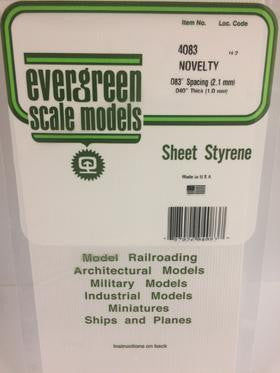 Item No. Loc. Code
4083
NOVELTY
.083" Spacing (2.1 mm)
.040" Thick (1.0 mm)
evergreen
scale models
Sheet Styrene
Made in U S A
Model Railroading
Architectural Models
Military Models
Industrial Models
Miniatures
Ships and Planes
Instructions on back